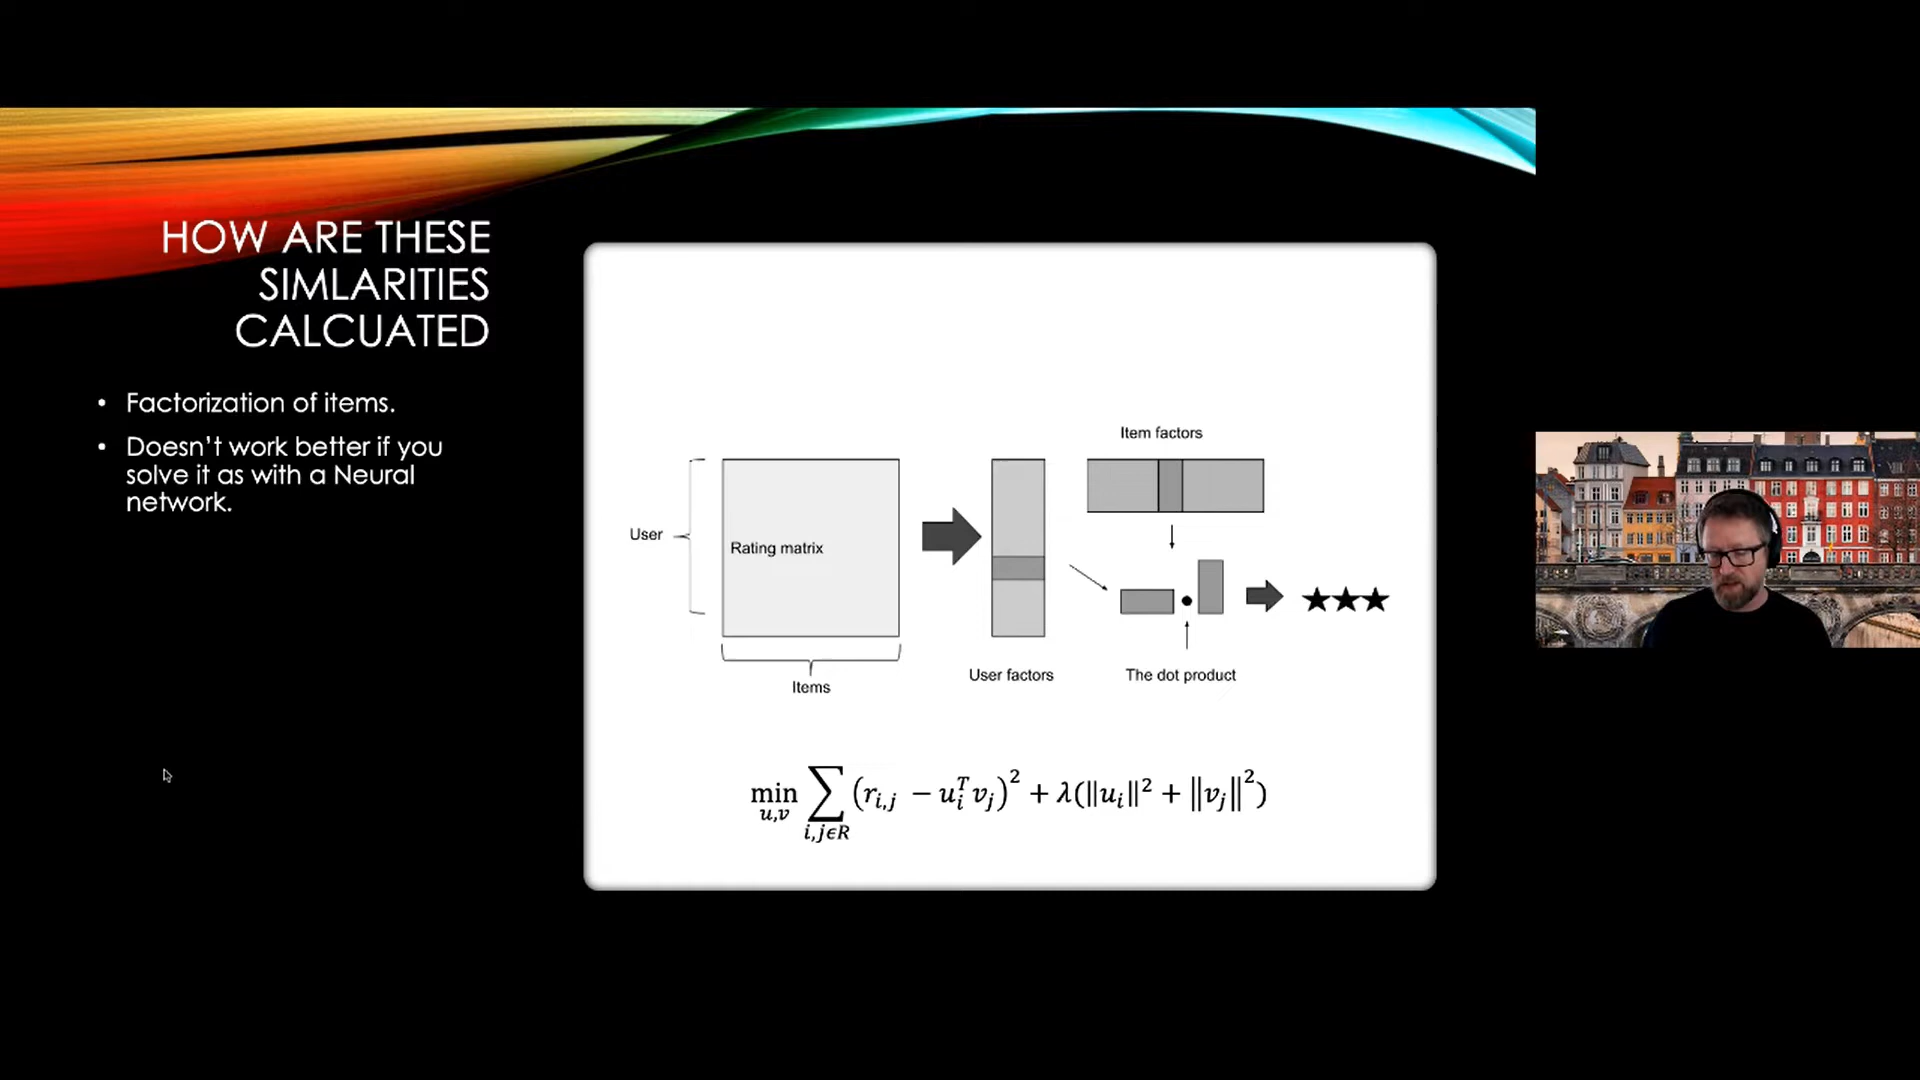 HOW ARE THESE
SIMLARITIES
CALCUATED
• Factorization of items.
• Doesn't work better if you
solve it as with a Neural
network.
Item factors
User
Rating matrix
Items
User factors
The dot product
★★★
min_{u,v} ∑_{i,jϵR} (r_{i,j} − u_i^T v_j)^2 + λ(‖u_i‖^2 + ‖v_j‖^2)